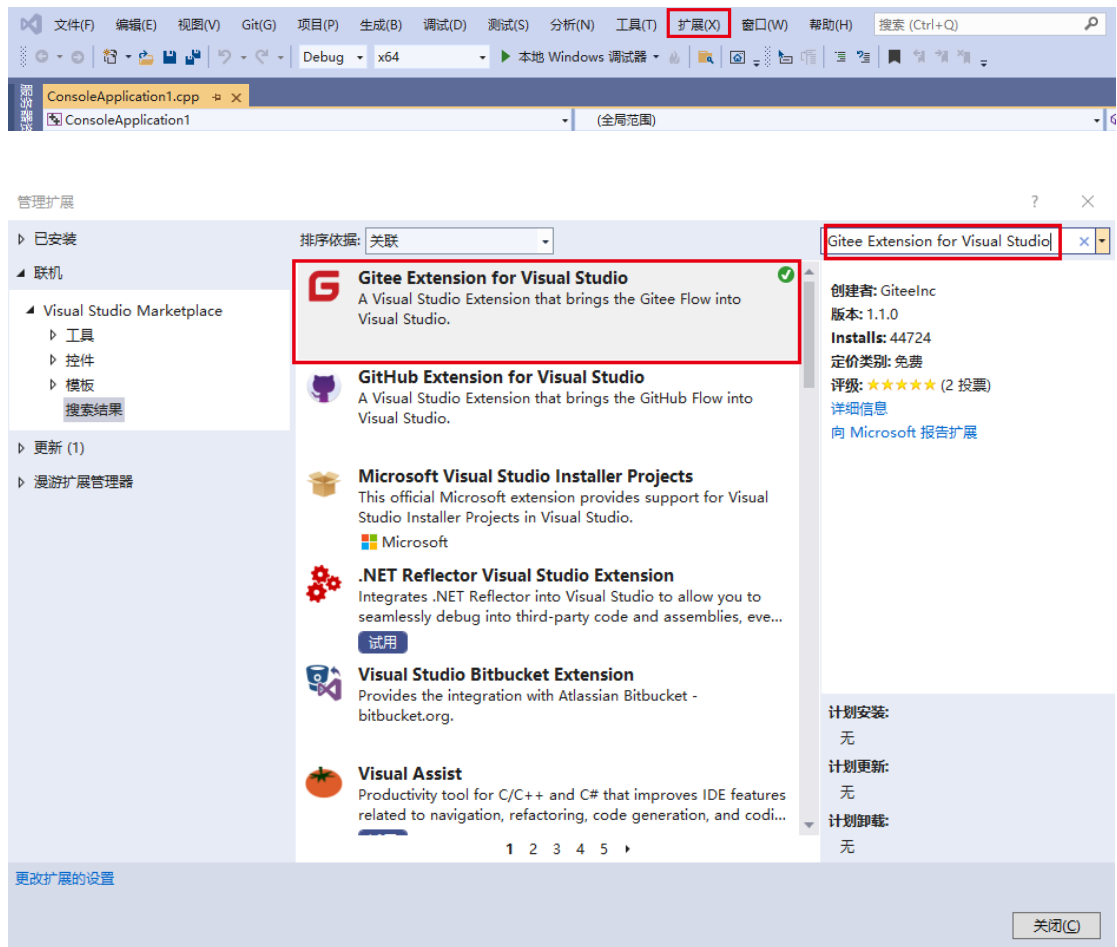 文件(F) 编辑(E) 视图(V) Git(G) 项目(P) 生成(B) 调试(D) 测试(S) 分析(N) 工具(T) 扩展(X) 窗口(W) 帮助(H) 搜索 (Ctrl+Q)
Debug x64 本地 Windows 调试器
ConsoleApplication1.cpp
ConsoleApplication1 (全局范围)
管理扩展
已安装
联机
Visual Studio Marketplace
工具
控件
模板
搜索结果
更新 (1)
漫游扩展管理器
排序依据: 关联
Gitee Extension for Visual Studio
A Visual Studio Extension that brings the Gitee Flow into
Visual Studio.
GitHub Extension for Visual Studio
A Visual Studio Extension that brings the GitHub Flow into
Visual Studio.
Microsoft Visual Studio Installer Projects
This official Microsoft extension provides support for Visual
Studio Installer Projects in Visual Studio.
Microsoft
.NET Reflector Visual Studio Extension
Integrates .NET Reflector into Visual Studio to allow you to
seamlessly debug into third-party code and assemblies, eve...
试用
Visual Studio Bitbucket Extension
Provides the integration with Atlassian Bitbucket -
bitbucket.org.
Visual Assist
Productivity tool for C/C++ and C# that improves IDE features
related to navigation, refactoring, code generation, and codi...
1 2 3 4 5
Gitee Extension for Visual Studio
创建者: GiteeInc
版本: 1.1.0
Installs: 44724
定价类别: 免费
评级: ★★★★★ (2 投票)
详细信息
向 Microsoft 报告扩展
计划安装:
无
计划更新:
无
计划卸载:
无
更改扩展的设置
关闭(C)